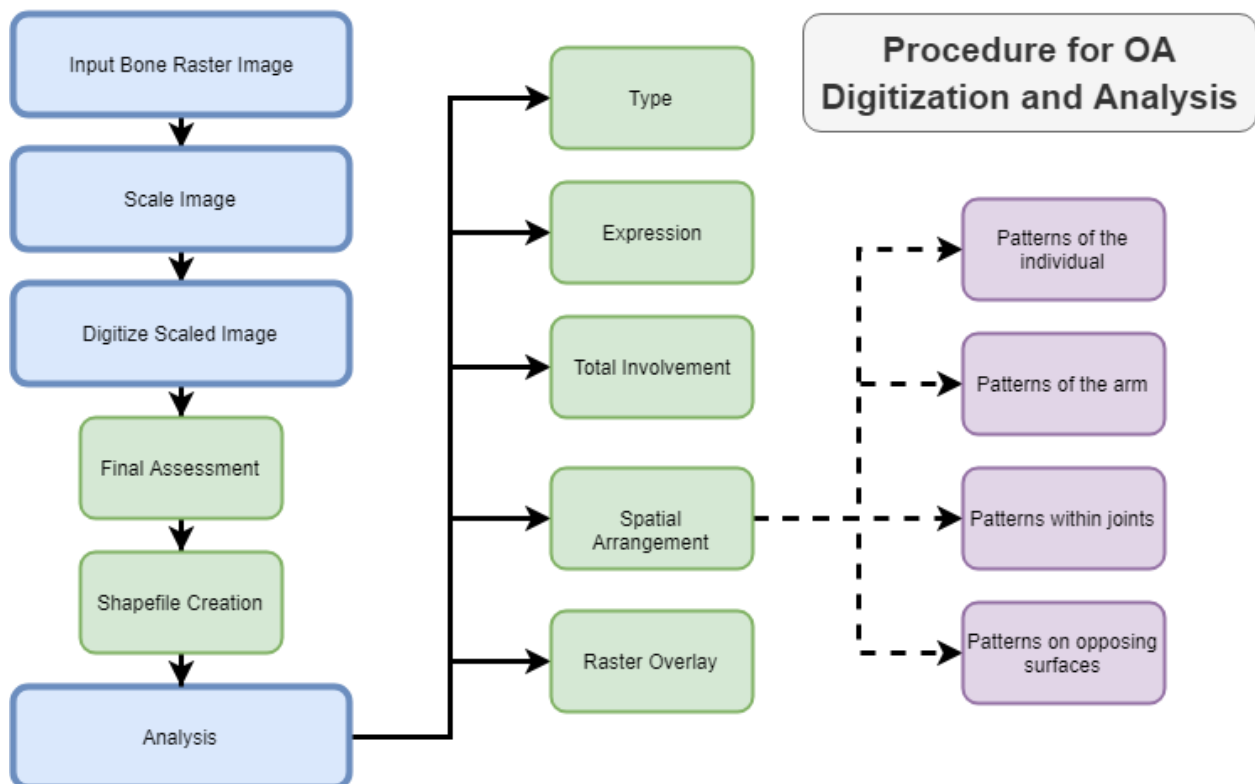 Procedure for OA
Digitization and Analysis
Input Bone Raster Image
Scale Image
Digitize Scaled Image
Final Assessment
Shapefile Creation
Analysis
Type
Expression
Total Involvement
Spatial
Arrangement
Raster Overlay
Patterns of the
individual
Patterns of the arm
Patterns within joints
Patterns on opposing
surfaces